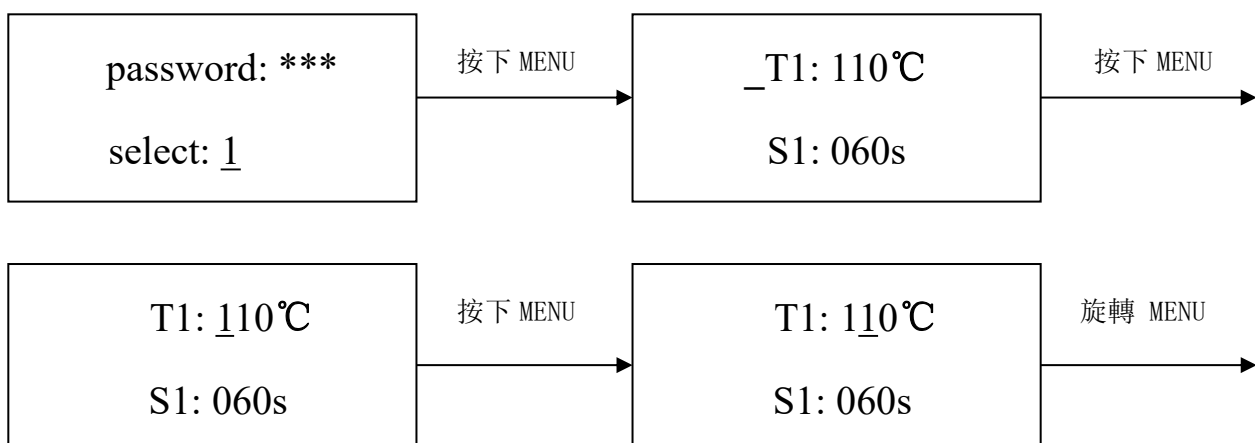 password: ***
select: 1
按下 MENU
_T1: 110℃
S1: 060s
按下 MENU
T1: 110℃
S1: 060s
按下 MENU
T1: 110℃
S1: 060s
旋轉 MENU